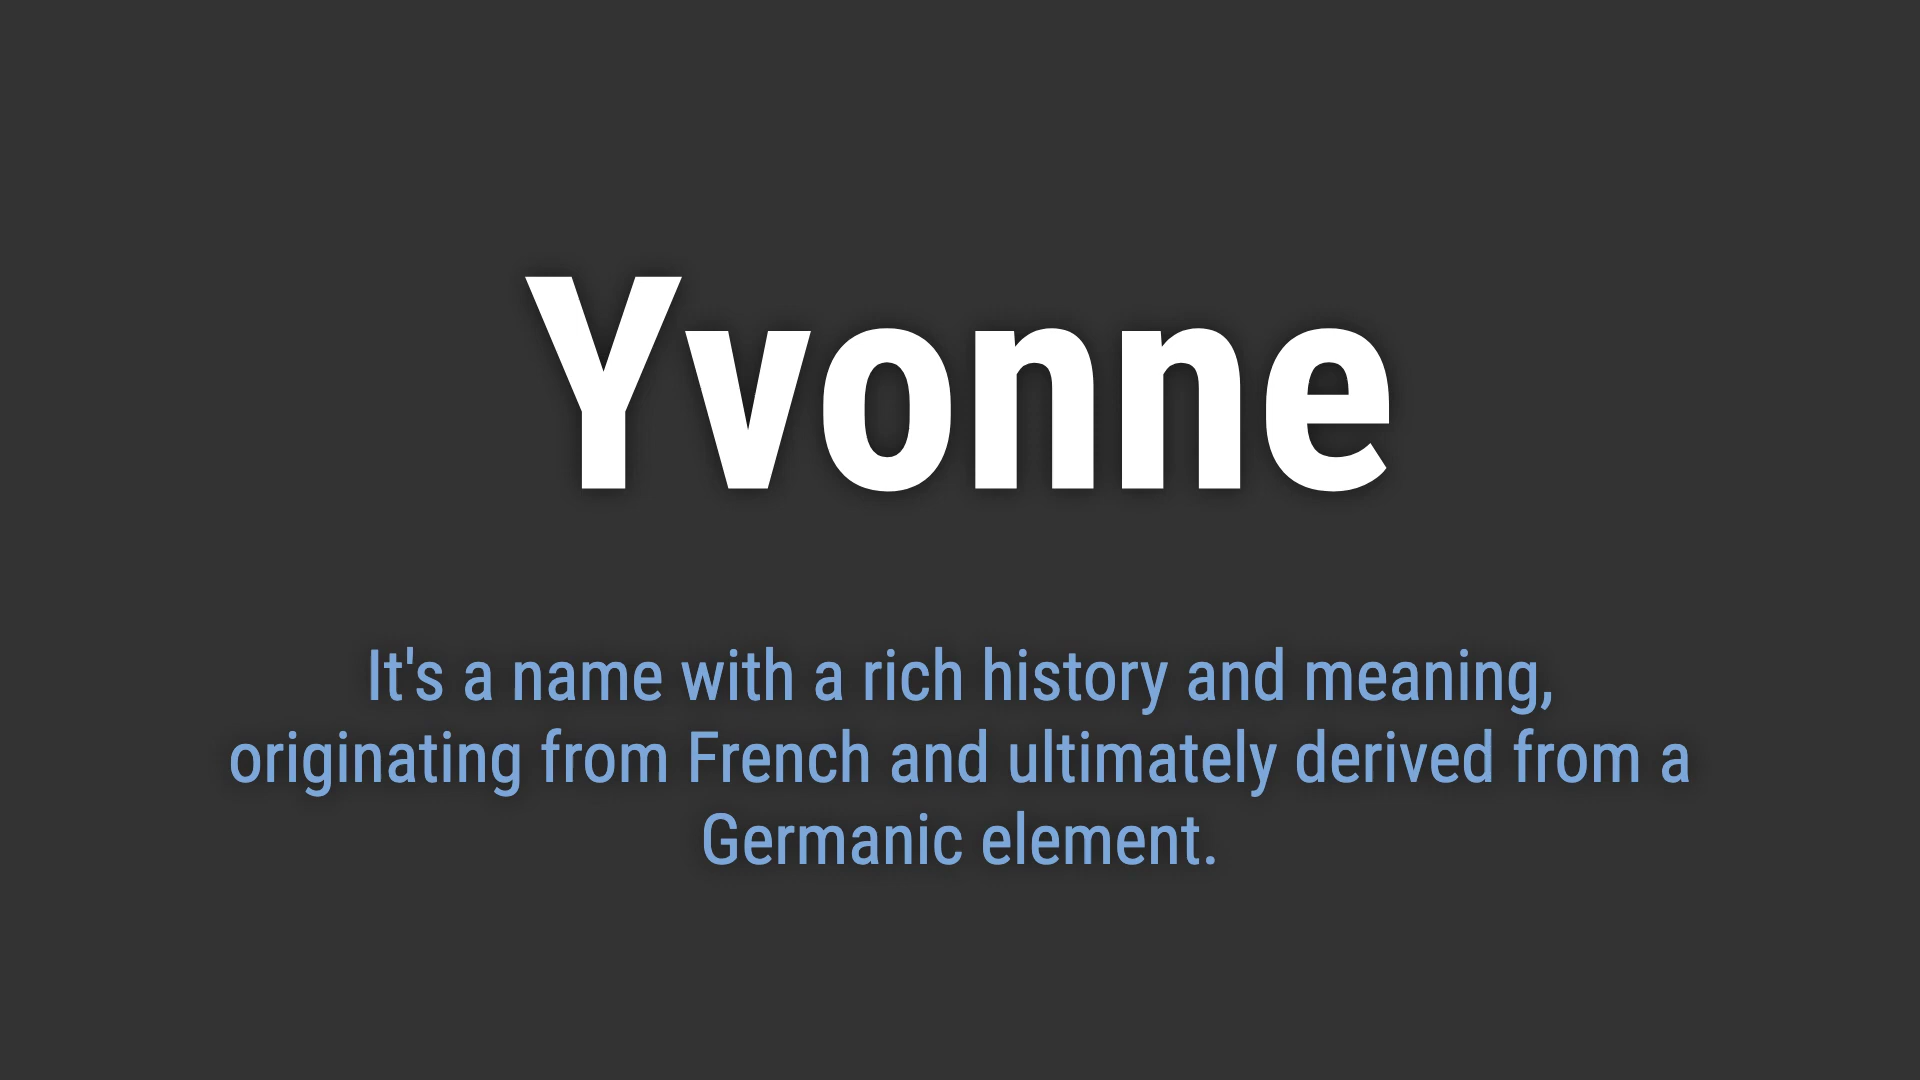 Yvonne
It's a name with a rich history and meaning,
originating from French and ultimately derived from a
Germanic element.